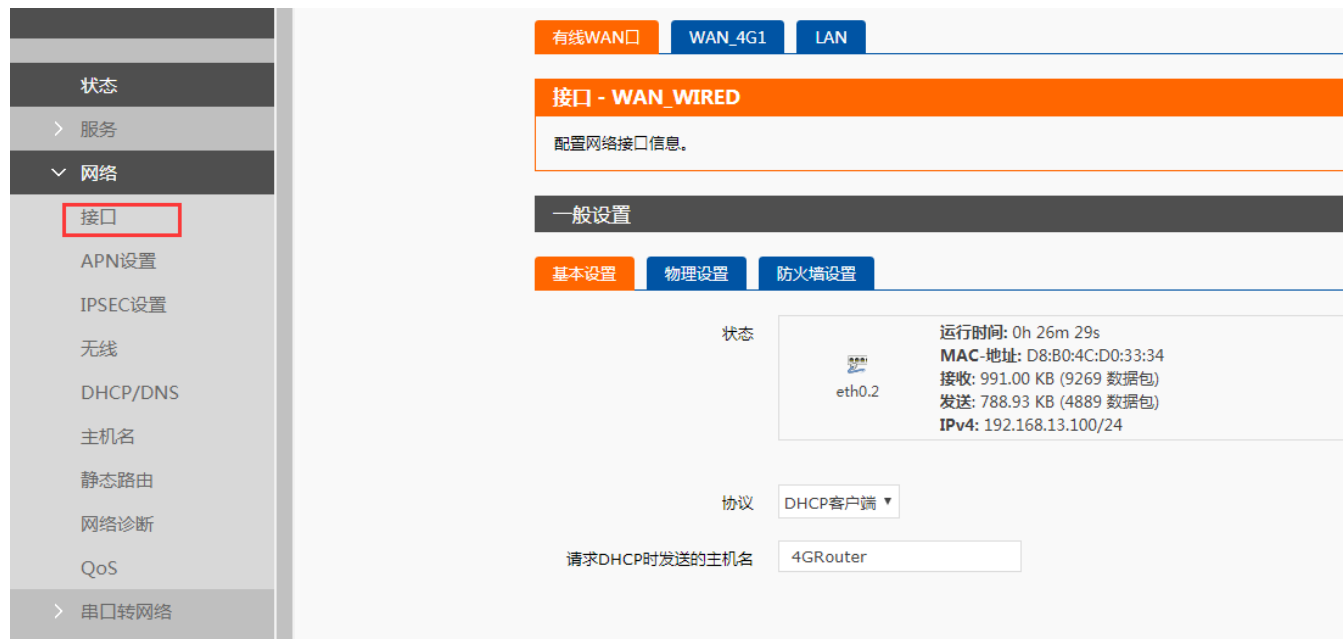 状态
服务
网络
接口
APN设置
IPSEC设置
无线
DHCP/DNS
主机名
静态路由
网络诊断
QoS
串口转网络
有线WAN口 WAN_4G1 LAN
接口 - WAN_WIRED
配置网络接口信息。
一般设置
基本设置 物理设置 防火墙设置
状态
eth0.2
运行时间: 0h 26m 29s
MAC-地址: D8:B0:4C:D0:33:34
接收: 991.00 KB (9269 数据包)
发送: 788.93 KB (4889 数据包)
IPv4: 192.168.13.100/24
协议 DHCP客户端
请求DHCP时发送的主机名 4GRouter